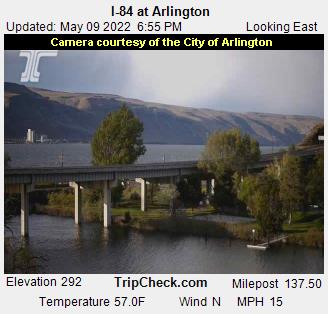 I-84 at Arlington
Updated: May 09 2022 6:55 PM Looking East
Camera courtesy of the City of Arlington
Elevation 292 TripCheck.com Milepost 137.50
Temperature 57.0F Wind N MPH 15